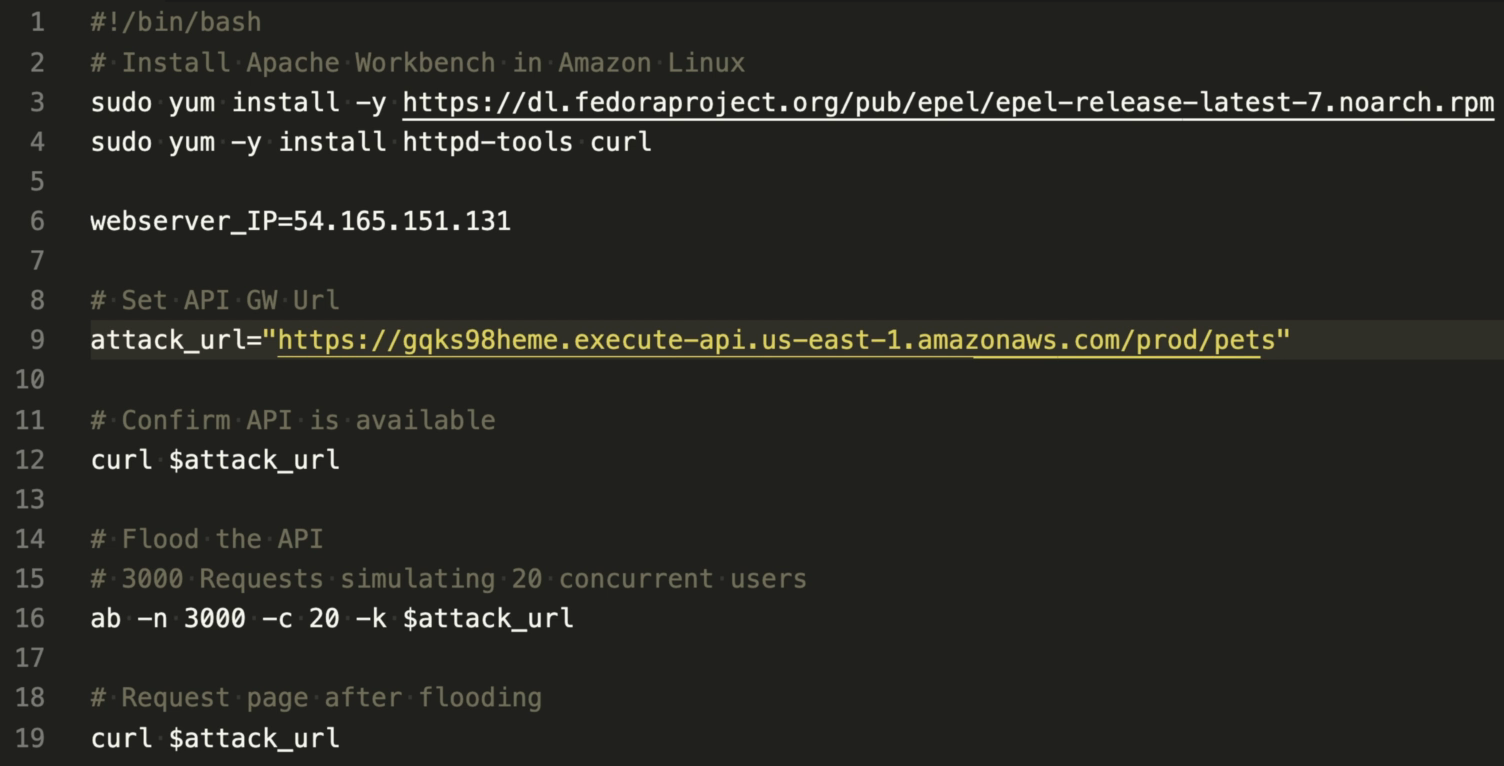 1 #!/bin/bash
2 # Install Apache Workbench in Amazon Linux
3 sudo yum install -y https://dl.fedoraproject.org/pub/epel/epel-release-latest-7.noarch.rpm
4 sudo yum -y install httpd-tools curl
5
6 webserver_IP=54.165.151.131
7
8 # Set API GW Url
9 attack_url="https://gqks98heme.execute-api.us-east-1.amazonaws.com/prod/pets"
10
11 # Confirm API is available
12 curl $attack_url
13
14 # Flood the API
15 # 3000 Requests simulating 20 concurrent users
16 ab -n 3000 -c 20 -k $attack_url
17
18 # Request page after flooding
19 curl $attack_url